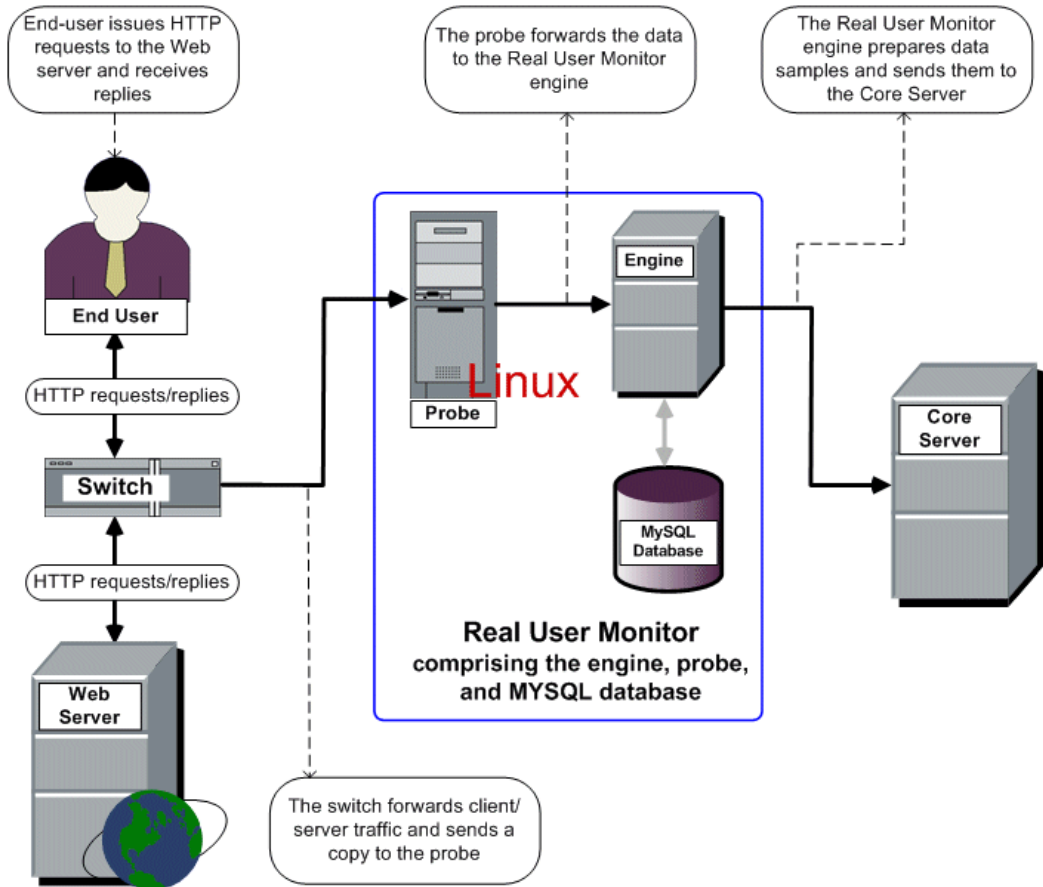 End-user issues HTTP
requests to the Web
server and receives
replies
The probe forwards the data
to the Real User Monitor
engine
The Real User Monitor
engine prepares data
samples and sends them to
the Core Server
End User
HTTP requests/replies
Switch
HTTP requests/replies
Web
Server
Probe
Linux
Engine
MySQL
Database
Real User Monitor
comprising the engine, probe,
and MYSQL database
Core
Server
The switch forwards client/
server traffic and sends a
copy to the probe